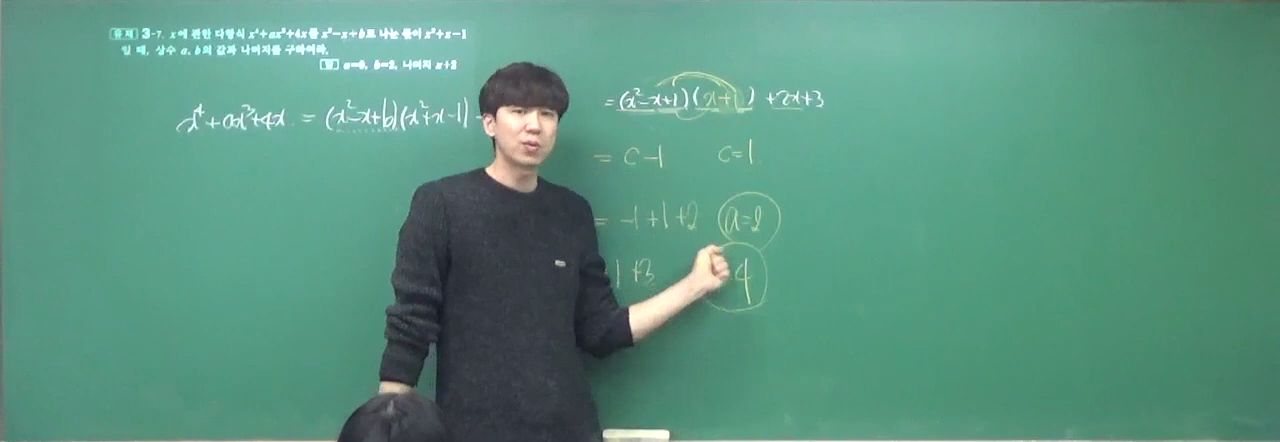 유제 3-7. x에 관한 다항식 x⁴+ax²+4x를 x²-x+b로 나눈 몫이 x²+x-1
일 때, 상수 a, b의 값과 나머지를 구하여라.
답 a=0, b=2, 나머지 x+2
x⁴+ax²+4x = (x²-x+b)(x²+x-1)
=(x²-x+1)(x+1)+2x+3
= c-1 c=1
= -1+1+2 a=2
1+3 4